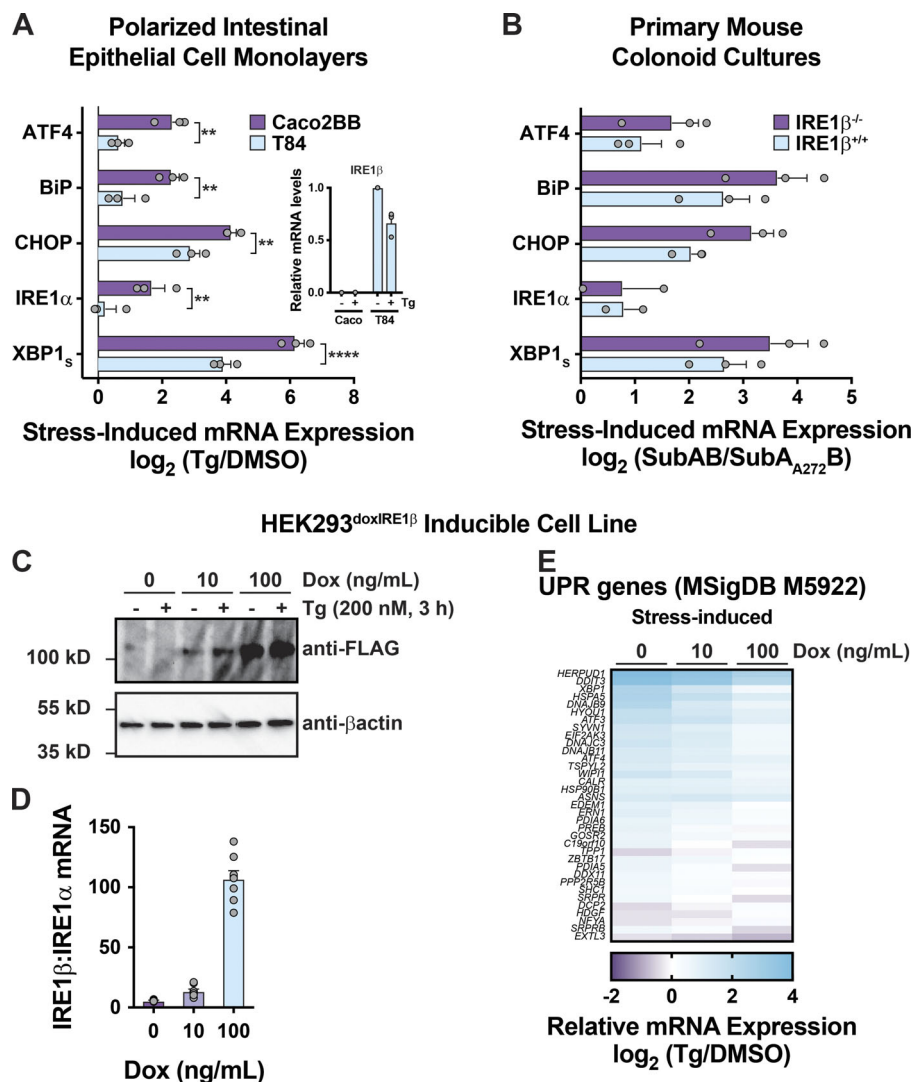 A
Polarized Intestinal
Epithelial Cell Monolayers
ATF4
BiP
CHOP
IRE1α
XBP1s
Caco2BB
T84
**
**
**
**
****
IRE1β
Relative mRNA levels
1.0
0.5
0.0
- + - + Tg
Caco T84
0 2 4 6 8
Stress-Induced mRNA Expression
log2 (Tg/DMSO)
B
Primary Mouse
Colonoid Cultures
ATF4
BiP
CHOP
IRE1α
XBP1s
IRE1β-/-
IRE1β+/+
0 1 2 3 4 5
Stress-Induced mRNA Expression
log2 (SubAB/SubAA272B)
HEK293doxIRE1β Inducible Cell Line
C
0 10 100 Dox (ng/mL)
- + - + - + Tg (200 nM, 3 h)
100 kD
anti-FLAG
55 kD
anti-βactin
35 kD
D
IRE1β:IRE1α mRNA
150
100
50
0
0 10 100
Dox (ng/mL)
E
UPR genes (MSigDB M5922)
Stress-induced
0 10 100 Dox (ng/mL)
HERPUD1
DDIT3
XBP1
HSPA5
DNAJB9
HYOU1
ATF3
SYVN1
EIF2AK3
DNAJC3
DNAJB11
ATF4
TSPYL2
WIPI1
CALR
HSP90B1
ASNS
EDEM1
ERN1
PDIA6
PREB
GOSR2
C19orf10
TPP1
ZBTB17
PDIA5
DDX11
PPP2R5B
SHC1
SRPR
DCP2
HDGF
NFYA
SRPRB
EXTL3
-2 0 2 4
Relative mRNA Expression
log2 (Tg/DMSO)